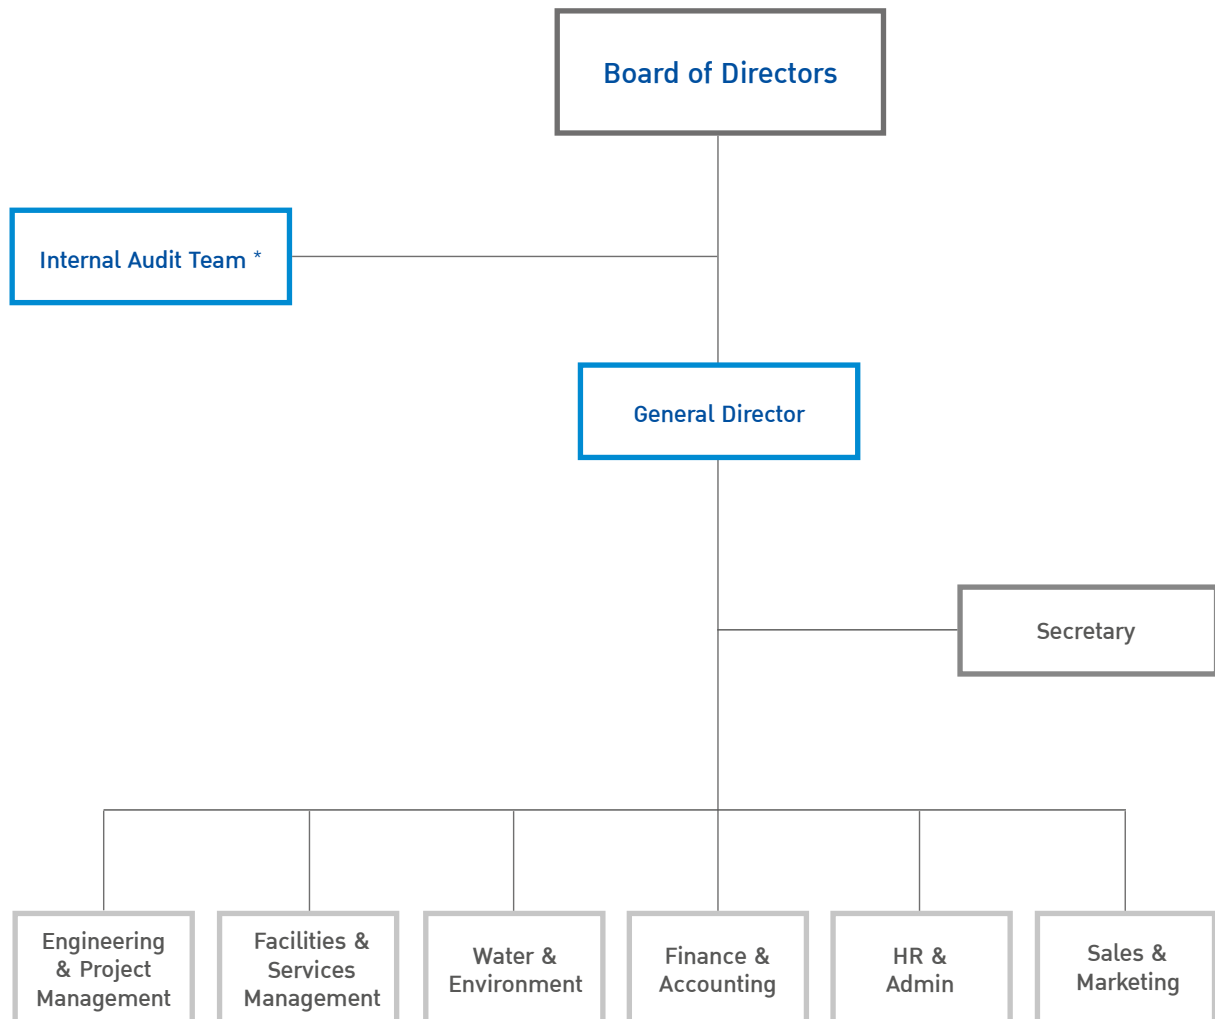 Board of Directors
Internal Audit Team *
General Director
Secretary
Engineering
& Project
Management
Facilities &
Services
Management
Water &
Environment
Finance &
Accounting
HR &
Admin
Sales &
Marketing